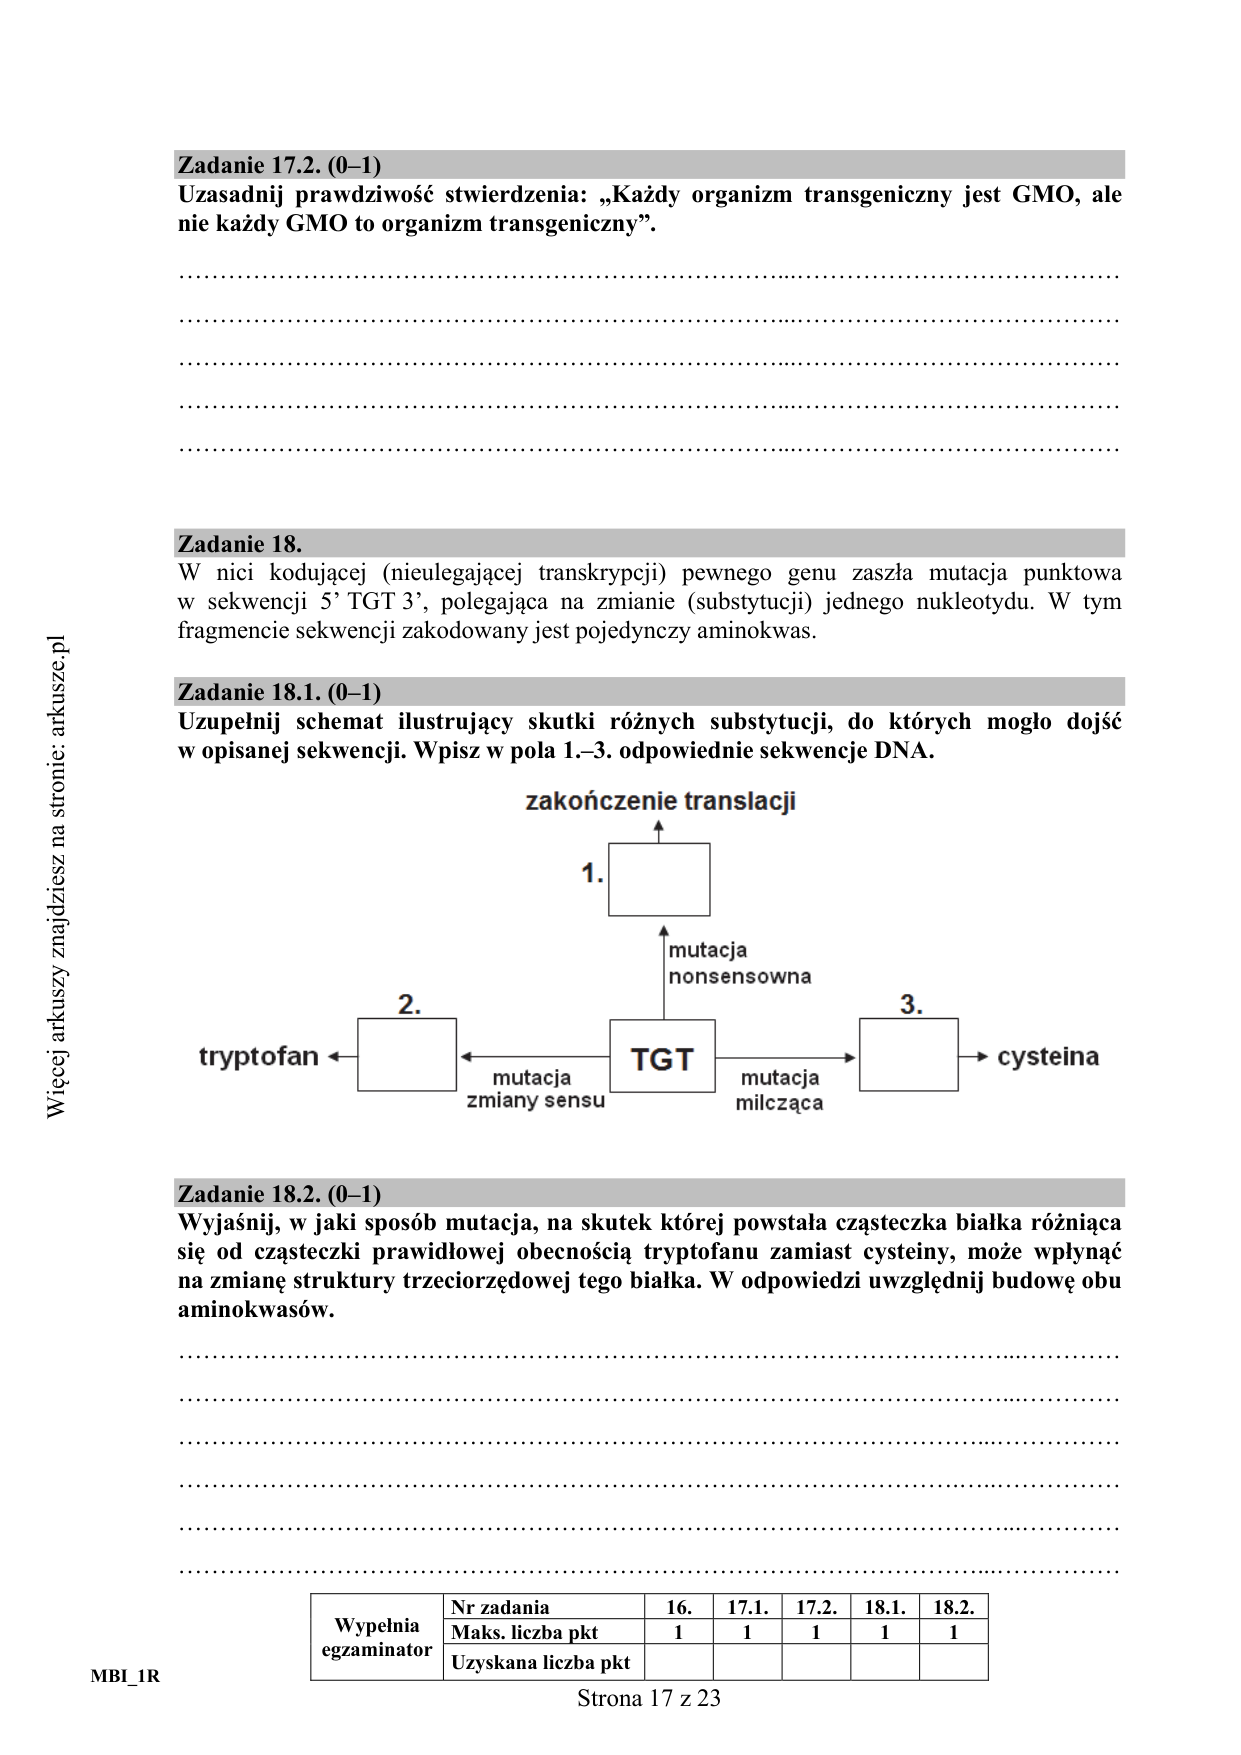 Zadanie 17.2. (0–1)
Uzasadnij prawdziwość stwierdzenia: „Każdy organizm transgeniczny jest GMO, ale
nie każdy GMO to organizm transgeniczny”.
Zadanie 18.
W nici kodującej (nieulegającej transkrypcji) pewnego genu zaszła mutacja punktowa
w sekwencji 5’ TGT 3’, polegająca na zmianie (substytucji) jednego nukleotydu. W tym
fragmencie sekwencji zakodowany jest pojedynczy aminokwas.
Zadanie 18.1. (0–1)
Uzupełnij schemat ilustrujący skutki różnych substytucji, do których mogło dojść
w opisanej sekwencji. Wpisz w pola 1.–3. odpowiednie sekwencje DNA.
zakończenie translacji
1.
mutacja
nonsensowna
2.
3.
tryptofan
TGT
cysteina
mutacja
zmiany sensu
mutacja
milcząca
Zadanie 18.2. (0–1)
Wyjaśnij, w jaki sposób mutacja, na skutek której powstała cząsteczka białka różniąca
się od cząsteczki prawidłowej obecnością tryptofanu zamiast cysteiny, może wpłynąć
na zmianę struktury trzeciorzędowej tego białka. W odpowiedzi uwzględnij budowę obu
aminokwasów.
Wypełnia
egzaminator
Nr zadania 16. 17.1. 17.2. 18.1. 18.2.
Maks. liczba pkt 1 1 1 1 1
Uzyskana liczba pkt
MBI_1R
Strona 17 z 23
Więcej arkuszy znajdziesz na stronie: arkusze.pl